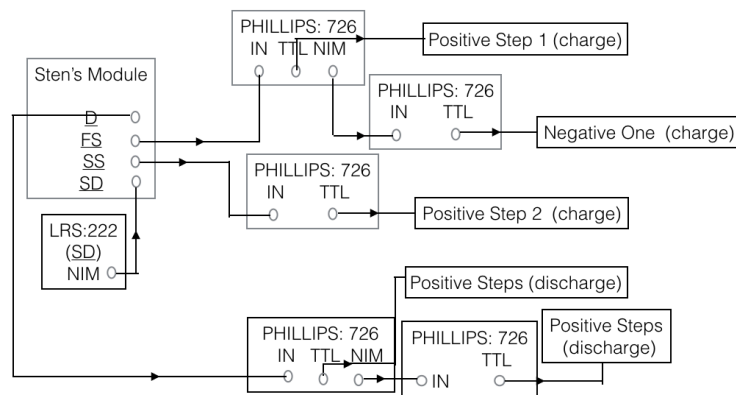 PHILLIPS: 726
IN TTL NIM
Positive Step 1 (charge)
Sten's Module
D
FS
SS
SD
PHILLIPS: 726
IN TTL
Negative One (charge)
PHILLIPS: 726
IN TTL
Positive Step 2 (charge)
LRS:222
(SD)
NIM
Positive Steps (discharge)
PHILLIPS: 726
IN TTL NIM
PHILLIPS: 726
TTL
IN
Positive Steps
(discharge)